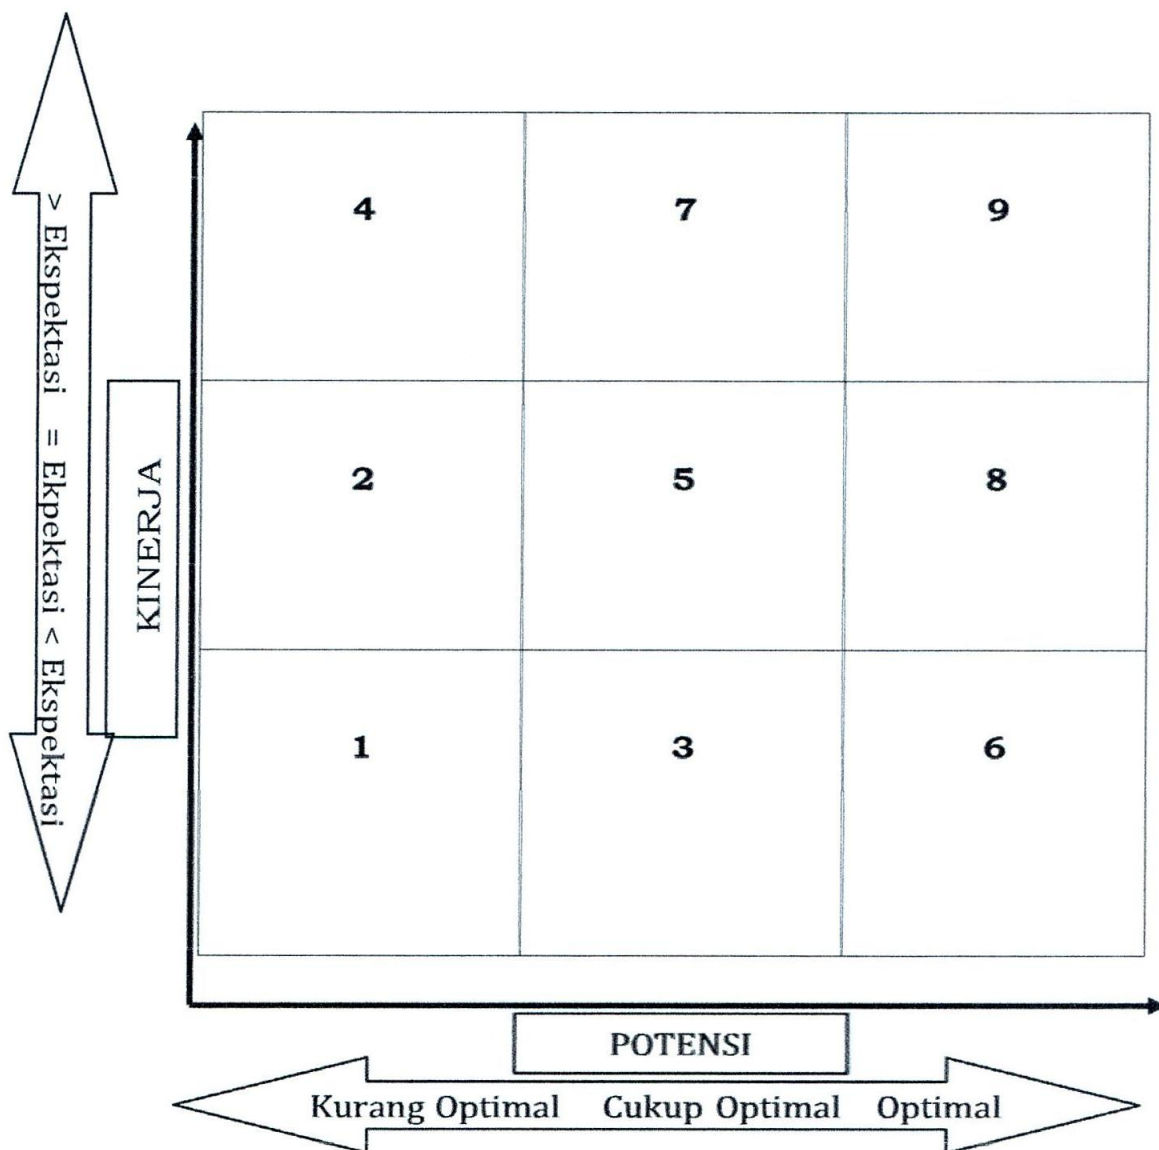 > Ekspektasi = Ekpektasi < Ekspektasi
KINERJA
4 7 9
2 5 8
1 3 6
POTENSI
Kurang Optimal Cukup Optimal Optimal